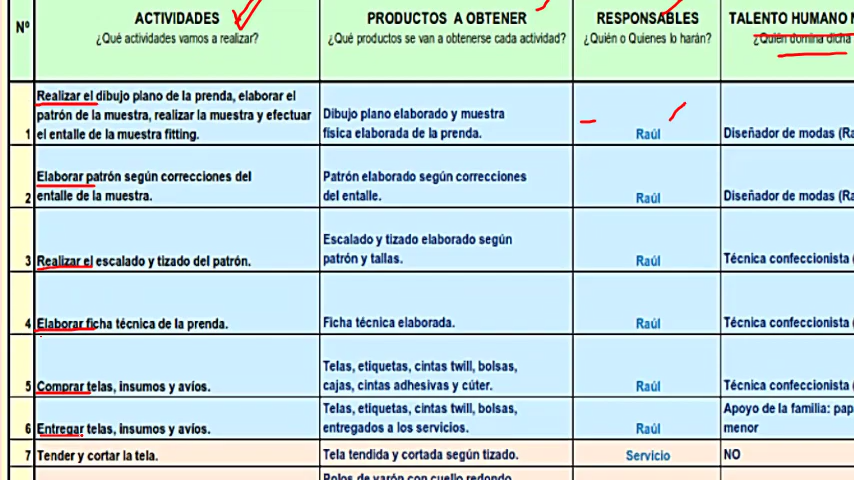 Nº
ACTIVIDADES
¿Qué actividades vamos a realizar?
PRODUCTOS A OBTENER
¿Qué productos se van a obtenerse cada actividad?
RESPONSABLES
¿Quién o Quienes lo harán?
TALENTO HUMANO
¿Quién domina dicha
1
Realizar el dibujo plano de la prenda, elaborar el
patrón de la muestra, realizar la muestra y efectuar
el entalle de la muestra fitting.
Dibujo plano elaborado y muestra
física elaborada de la prenda.
Raúl
Diseñador de modas (Ra
2
Elaborar patrón según correcciones del
entalle de la muestra.
Patrón elaborado según correcciones
del entalle.
Raúl
Diseñador de modas (Ra
3
Realizar el escalado y tizado del patrón.
Escalado y tizado elaborado según
patrón y tallas.
Raúl
Técnica confeccionista (
4
Elaborar ficha técnica de la prenda.
Ficha técnica elaborada.
Raúl
Técnica confeccionista (
5
Comprar telas, insumos y avíos.
Telas, etiquetas, cintas twill, bolsas,
cajas, cintas adhesivas y cúter.
Raúl
Técnica confeccionista (
6
Entregar telas, insumos y avíos.
Telas, etiquetas, cintas twill, bolsas,
entregados a los servicios.
Raúl
Apoyo de la familia: pap
menor
7
Tender y cortar la tela.
Tela tendida y cortada según tizado.
Servicio
NO
Polos de varón con cuello redondo